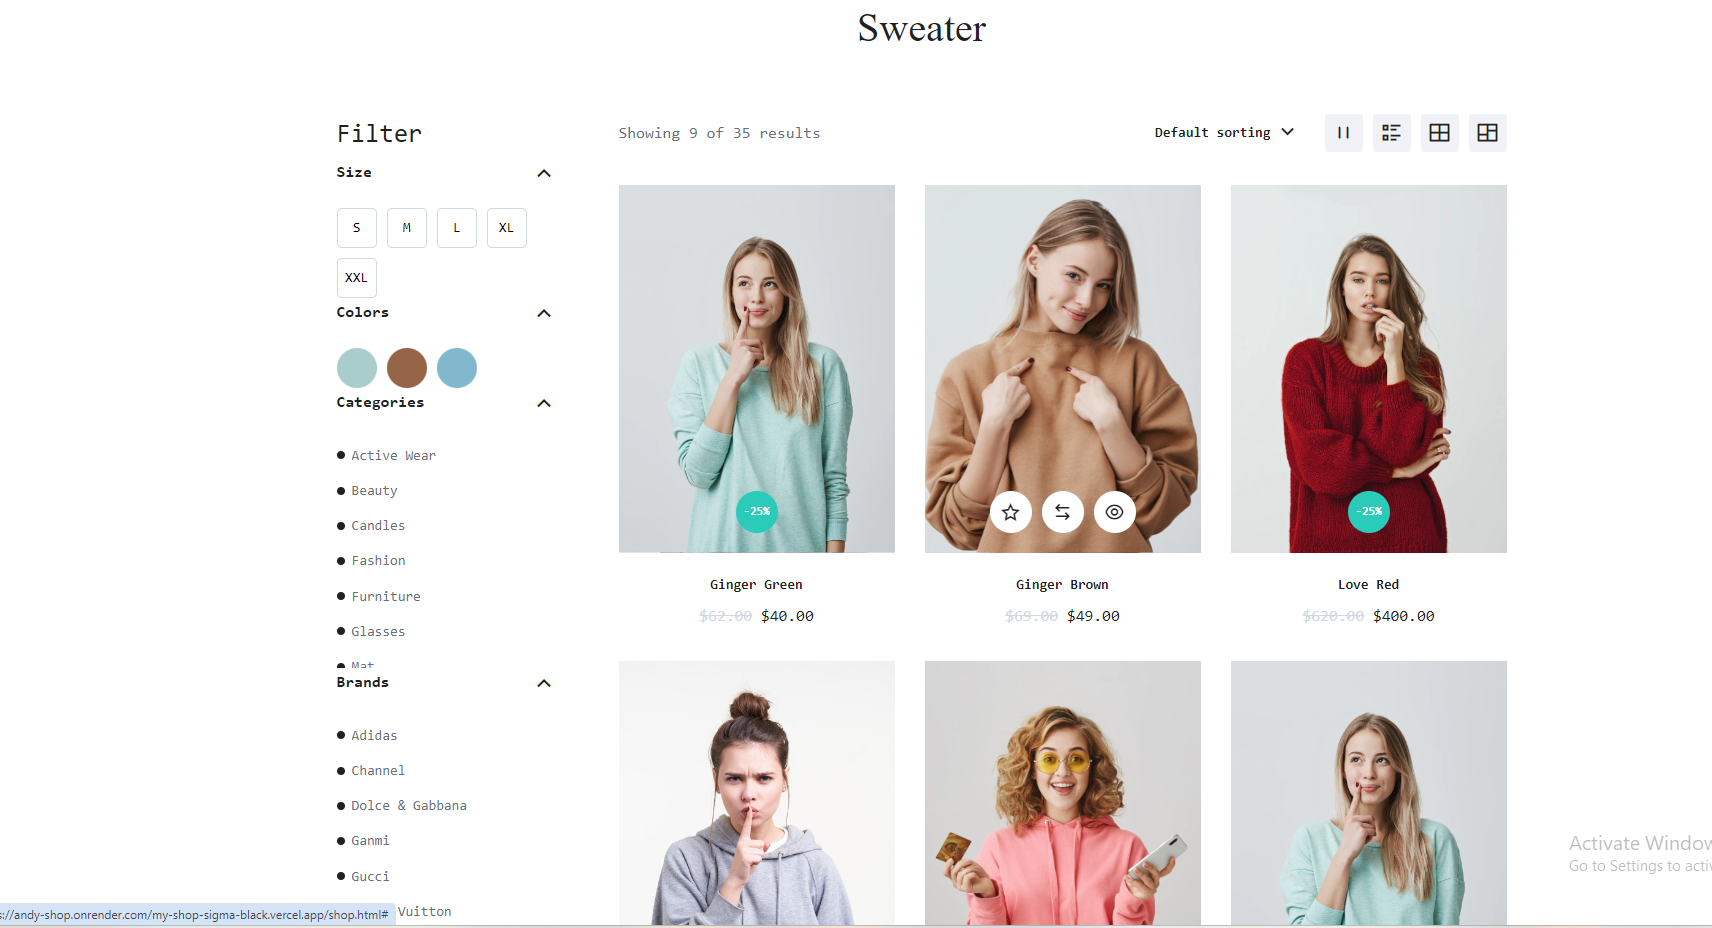 Sweater
Filter
Showing 9 of 35 results
Default sorting
Size
S
M
L
XL
XXL
Colors
Categories
Active Wear
Beauty
Candles
Fashion
Furniture
Glasses
Mat
Brands
Adidas
Channel
Dolce & Gabbana
Ganmi
Gucci
Vuitton
-25%
-25%
Ginger Green
$62.00 $40.00
Ginger Brown
$69.00 $49.00
Love Red
$620.00 $400.00
Activate Window
Go to Settings to activ
s://andy-shop.onrender.com/my-shop-sigma-black.vercel.app/shop.html#